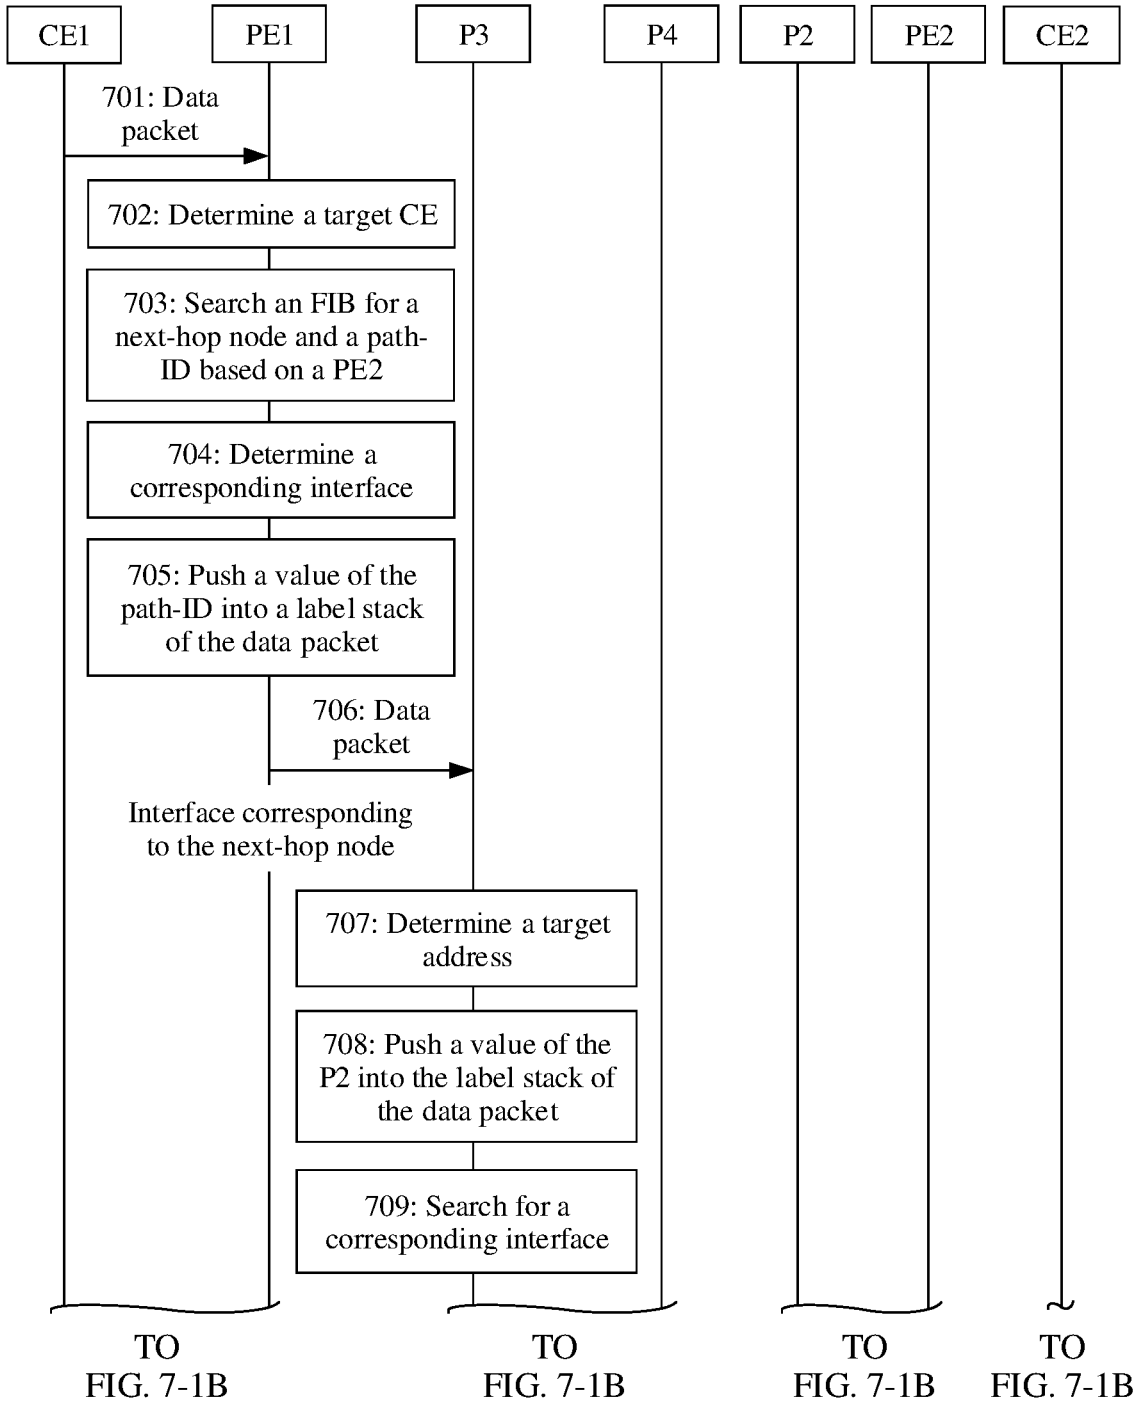 CE1
PE1
P3
P4
P2
PE2
CE2
701: Data
packet
702: Determine a target CE
703: Search an FIB for a
next-hop node and a path-
ID based on a PE2
704: Determine a
corresponding interface
705: Push a value of the
path-ID into a label stack
of the data packet
706: Data
packet
Interface corresponding
to the next-hop node
707: Determine a target
address
708: Push a value of the
P2 into the label stack of
the data packet
709: Search for a
corresponding interface
TO
FIG. 7-1B
TO
FIG. 7-1B
TO
FIG. 7-1B
TO
FIG. 7-1B